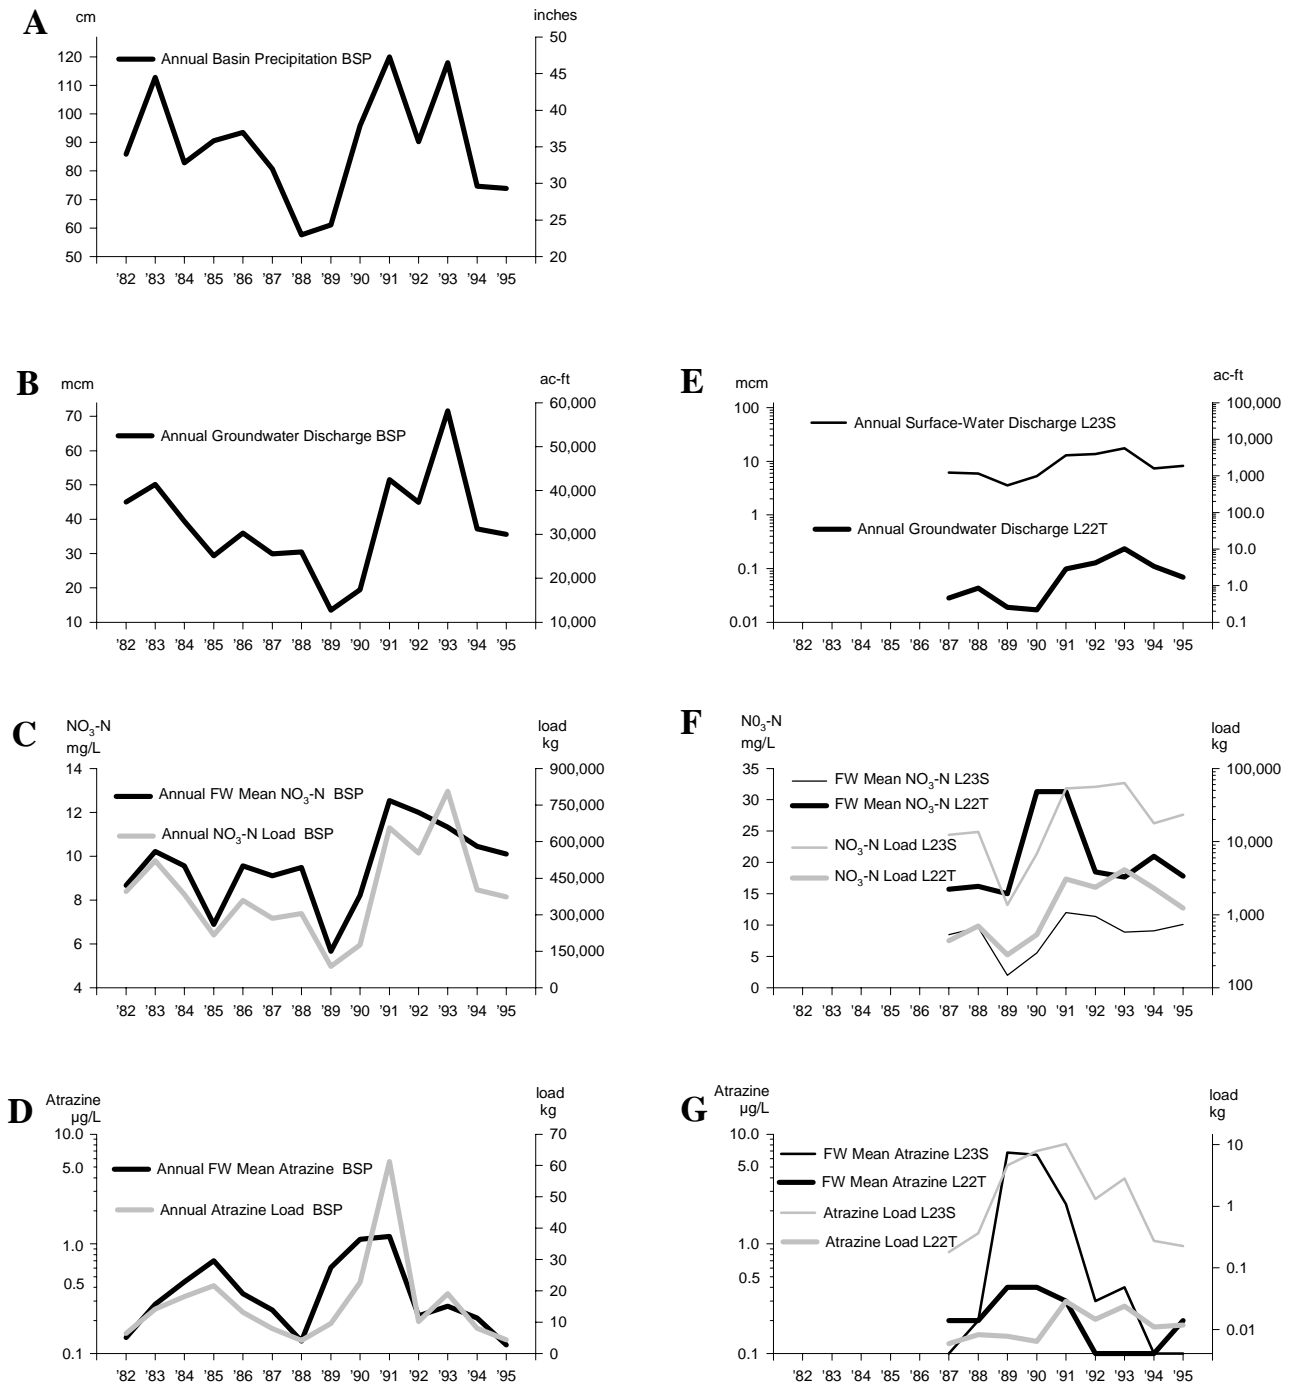 A
cm
inches
Annual Basin Precipitation BSP
120
110
100
90
80
70
60
50
50
45
40
35
30
25
20
'82 '83 '84 '85 '86 '87 '88 '89 '90 '91 '92 '93 '94 '95
B
mcm
ac-ft
Annual Groundwater Discharge BSP
70
60
50
40
30
20
10
60,000
50,000
40,000
30,000
20,000
10,000
'82 '83 '84 '85 '86 '87 '88 '89 '90 '91 '92 '93 '94 '95
E
mcm
ac-ft
Annual Surface-Water Discharge L23S
Annual Groundwater Discharge L22T
100
10
1
0.1
0.01
100,000
10,000
1,000
100.0
10.0
1.0
0.1
'82 '83 '84 '85 '86 '87 '88 '89 '90 '91 '92 '93 '94 '95
C
NO3-N
mg/L
load
kg
Annual FW Mean NO3-N BSP
Annual NO3-N Load BSP
14
12
10
8
6
4
900,000
750,000
600,000
450,000
300,000
150,000
0
'82 '83 '84 '85 '86 '87 '88 '89 '90 '91 '92 '93 '94 '95
F
N03-N
mg/L
load
kg
FW Mean NO3-N L23S
FW Mean NO3-N L22T
NO3-N Load L23S
NO3-N Load L22T
35
30
25
20
15
10
5
0
100,000
10,000
1,000
100
'82 '83 '84 '85 '86 '87 '88 '89 '90 '91 '92 '93 '94 '95
D
Atrazine
µg/L
load
kg
Annual FW Mean Atrazine BSP
Annual Atrazine Load BSP
10.0
5.0
1.0
0.5
0.1
70
60
50
40
30
20
10
0
'82 '83 '84 '85 '86 '87 '88 '89 '90 '91 '92 '93 '94 '95
G
Atrazine
µg/L
load
kg
FW Mean Atrazine L23S
FW Mean Atrazine L22T
Atrazine Load L23S
Atrazine Load L22T
10.0
5.0
1.0
0.5
0.1
10
1
0.1
0.01
'82 '83 '84 '85 '86 '87 '88 '89 '90 '91 '92 '93 '94 '95